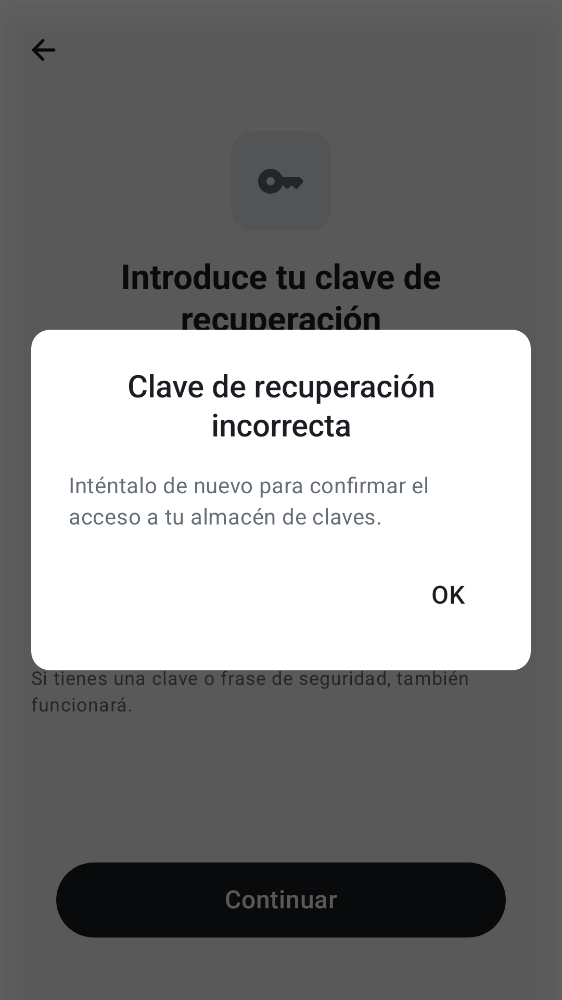 Introduce tu clave de
recuperación
Clave de recuperación
incorrecta
Inténtalo de nuevo para confirmar el
acceso a tu almacén de claves.
OK
Si tienes una clave o frase de seguridad, también
funcionará.
Continuar